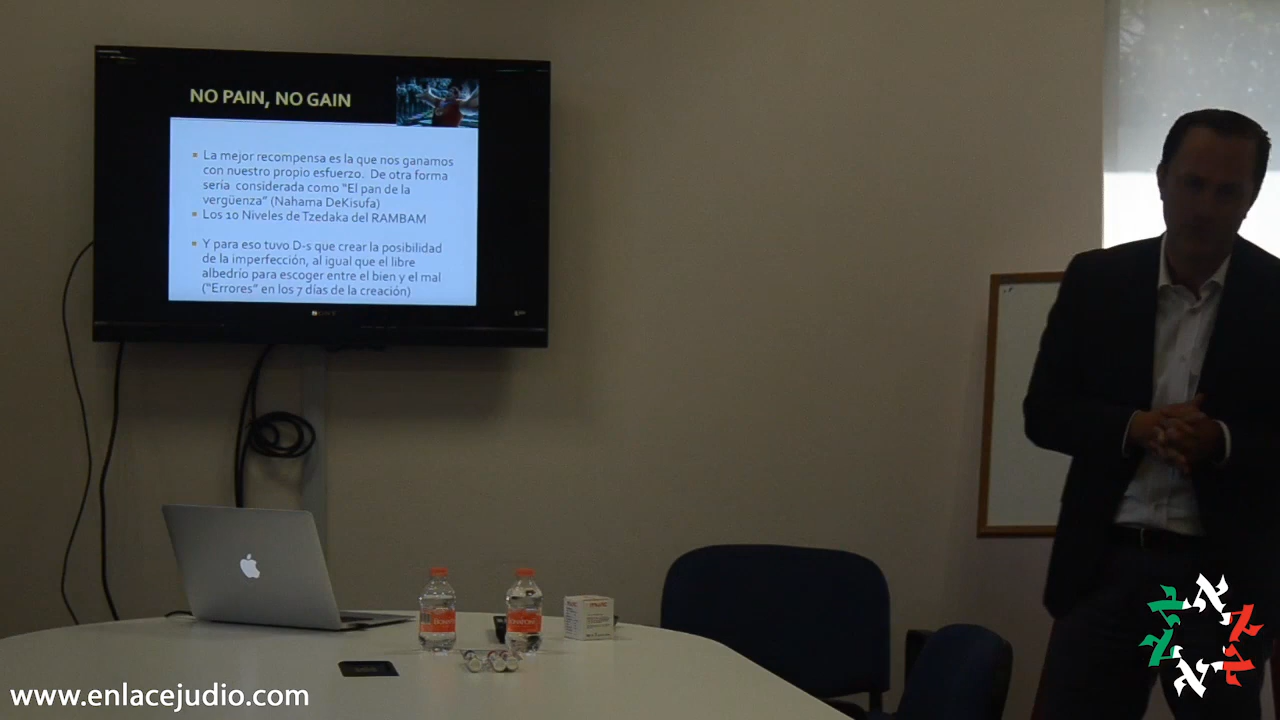 NO PAIN, NO GAIN
La mejor recompensa es la que nos ganamos
con nuestro propio esfuerzo. De otra forma
sería considerada como "El pan de la
vergüenza" (Nahama DeKisufa)
Los 10 Niveles de Tzedaka del RAMBAM
Y para eso tuvo D-s que crear la posibilidad
de la imperfección, al igual que el libre
albedrío para escoger entre el bien y el mal
("Errores" en los 7 días de la creación)
SONY
www.enlacejudio.com